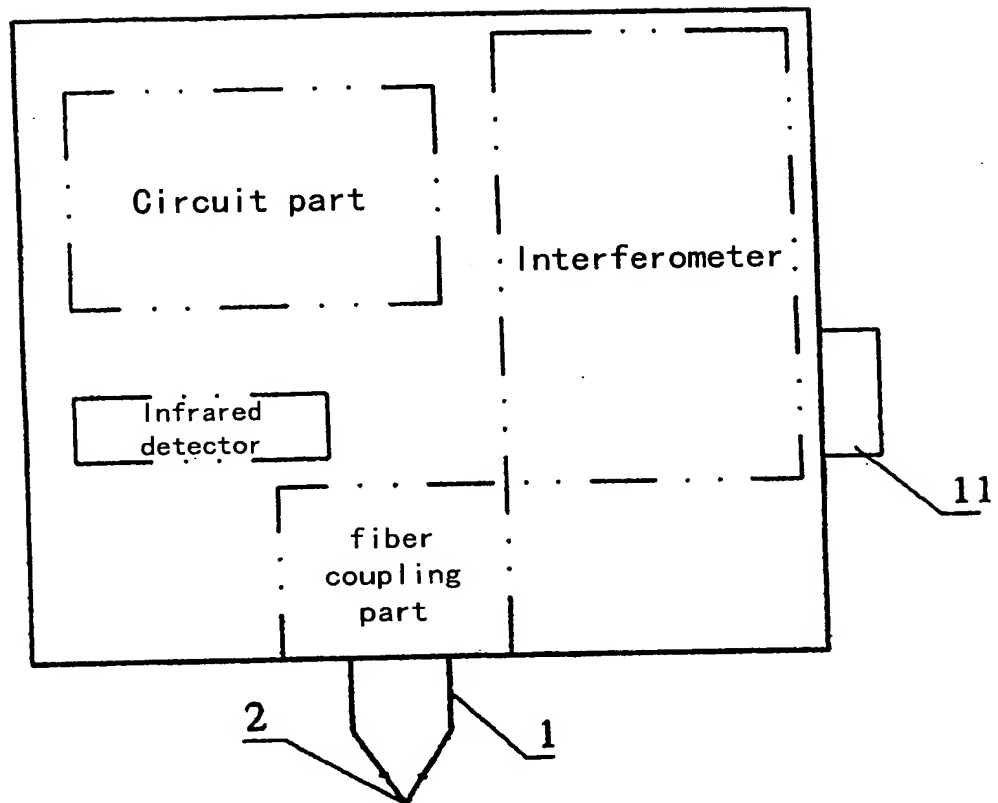 Circuit part
Interferometer
Infrared
detector
11
fiber
coupling
part
2
1